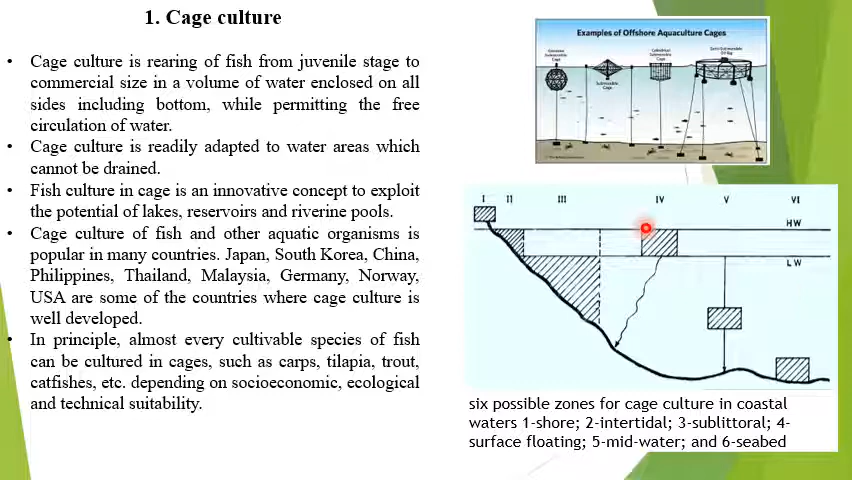 1. Cage culture
• Cage culture is rearing of fish from juvenile stage to
commercial size in a volume of water enclosed on all
sides including bottom, while permitting the free
circulation of water.
• Cage culture is readily adapted to water areas which
cannot be drained.
• Fish culture in cage is an innovative concept to exploit
the potential of lakes, reservoirs and riverine pools.
• Cage culture of fish and other aquatic organisms is
popular in many countries. Japan, South Korea, China,
Philippines, Thailand, Malaysia, Germany, Norway,
USA are some of the countries where cage culture is
well developed.
• In principle, almost every cultivable species of fish
can be cultured in cages, such as carps, tilapia, trout,
catfishes, etc. depending on socioeconomic, ecological
and technical suitability.
Examples of Offshore Aquaculture Cages
Submersible
Cage
Submersible
Cage
Cylindrical
Submersible
Cage
I II III IV V VI
HW
LW
six possible zones for cage culture in coastal
waters 1-shore; 2-intertidal; 3-sublittoral; 4-
surface floating; 5-mid-water; and 6-seabed